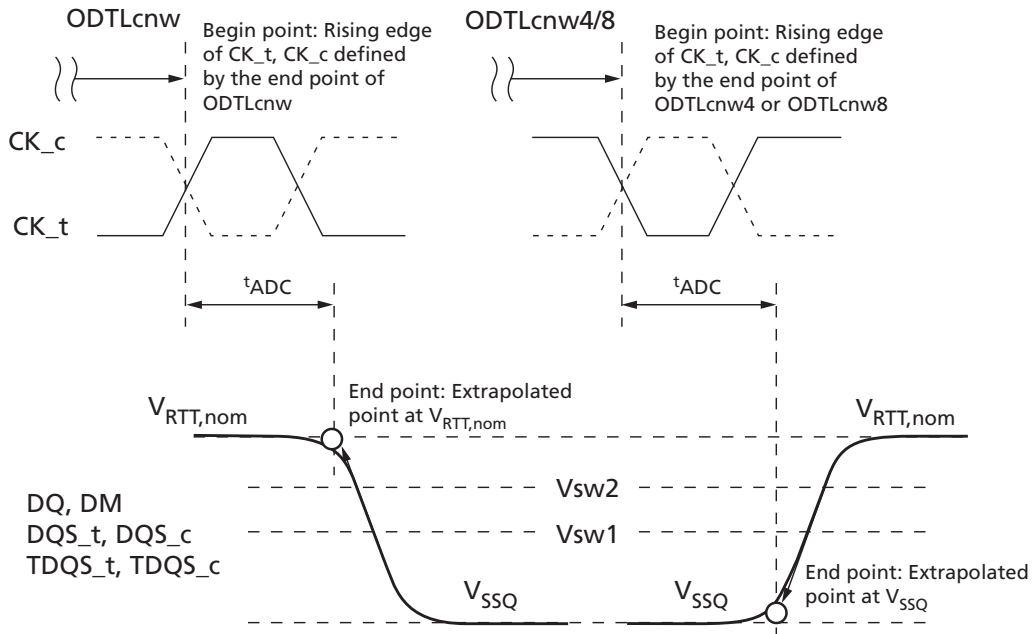 ODTLcnw
Begin point: Rising edge
of CK_t, CK_c defined
by the end point of
ODTLcnw
ODTLcnw4/8
Begin point: Rising edge
of CK_t, CK_c defined
by the end point of
ODTLcnw4 or ODTLcnw8
CK_c
CK_t
tADC
tADC
End point: Extrapolated
point at VRTT,nom
VRTT,nom
VRTT,nom
Vsw2
DQ, DM
DQS_t, DQS_c
TDQS_t, TDQS_c
Vsw1
VSSQ
VSSQ
End point: Extrapolated
point at VSSQ